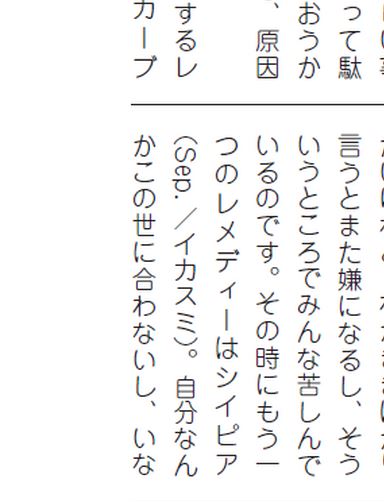 って駄
おうか
、原因
するレ
カープ
言うとまた嫌になるし、そう
いうところでみんな苦しんで
いるのです。その時にもう一
つのレメディーはシイピア
(Sep.／イカスミ)。自分なん
かこの世に合わないし、いな